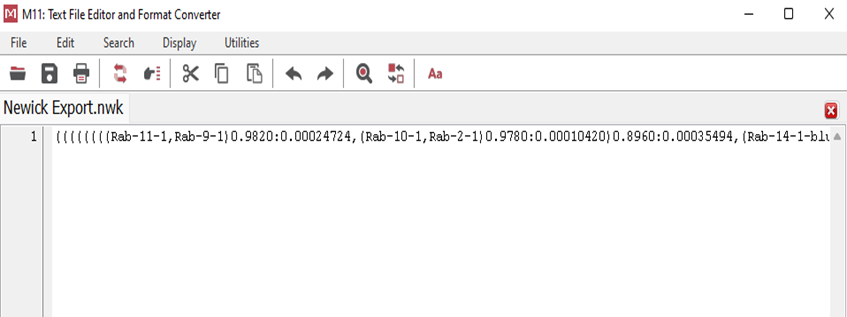 M11: Text File Editor and Format Converter
File Edit Search Display Utilities
Aa
Newick Export.nwk
1 ((((((((Rab-11-1,Rab-9-1)0.9820:0.00024724,(Rab-10-1,Rab-2-1)0.9780:0.00010420)0.8960:0.00035494,(Rab-14-1-blu